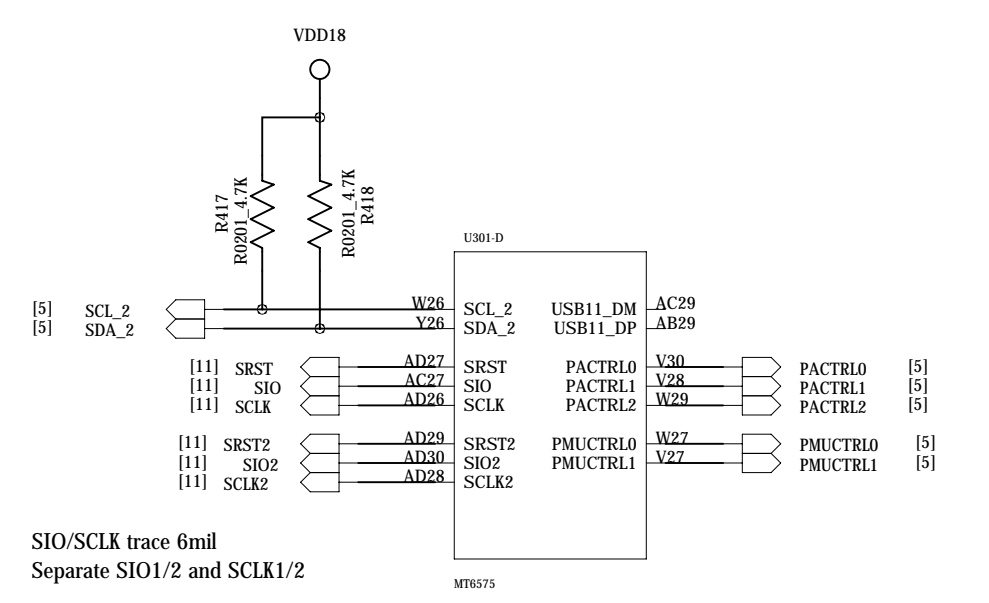 VDD18
R417
R0201_4.7K
R0201_4.7K
R418
U301-D
[5] SCL_2 W26 SCL_2 USB11_DM AC29
[5] SDA_2 Y26 SDA_2 USB11_DP AB29
[11] SRST AD27 SRST PACTRL0 V30 PACTRL0 [5]
[11] SIO AC27 SIO PACTRL1 V28 PACTRL1 [5]
[11] SCLK AD26 SCLK PACTRL2 W29 PACTRL2 [5]
[11] SRST2 AD29 SRST2 PMUCTRL0 W27 PMUCTRL0 [5]
[11] SIO2 AD30 SIO2 PMUCTRL1 V27 PMUCTRL1 [5]
[11] SCLK2 AD28 SCLK2
SIO/SCLK trace 6mil
Separate SIO1/2 and SCLK1/2
MT6575